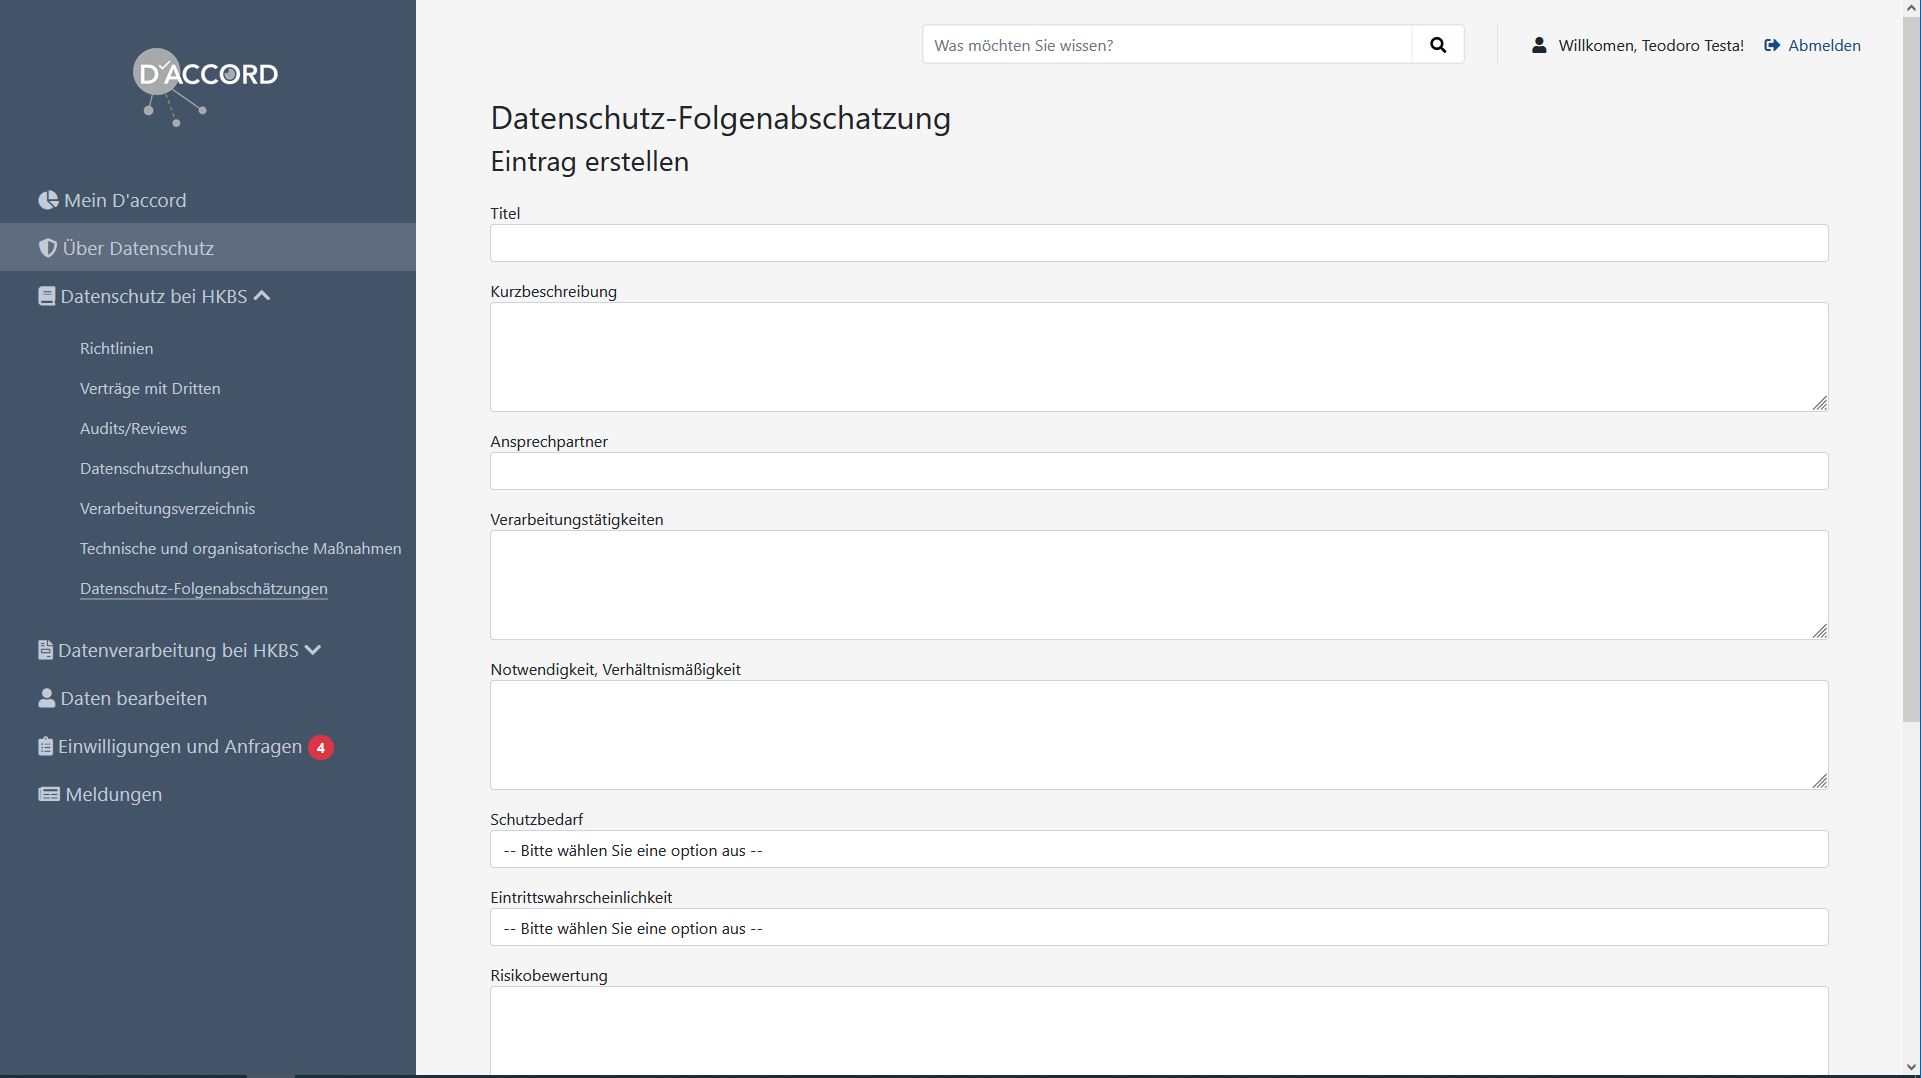 D'ACCORD
Mein D'accord
Über Datenschutz
Datenschutz bei HKBS
Richtlinien
Verträge mit Dritten
Audits/Reviews
Datenschutzschulungen
Verarbeitungsverzeichnis
Technische und organisatorische Maßnahmen
Datenschutz-Folgenabschätzungen
Datenverarbeitung bei HKBS
Daten bearbeiten
Einwilligungen und Anfragen 4
Meldungen
Was möchten Sie wissen?
Willkomen, Teodoro Testa! Abmelden
Datenschutz-Folgenabschatzung
Eintrag erstellen
Titel
Kurzbeschreibung
Ansprechpartner
Verarbeitungstätigkeiten
Notwendigkeit, Verhältnismäßigkeit
Schutzbedarf
-- Bitte wählen Sie eine option aus --
Eintrittswahrscheinlichkeit
-- Bitte wählen Sie eine option aus --
Risikobewertung